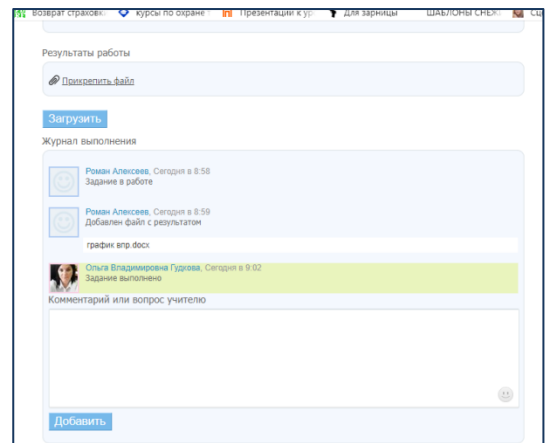 Возврат страховк курсы по охране Презентации к ур Для зарницы ШАБЛОНЫ СНЕЖ Сц
Результаты работы
Прикрепить файл
Загрузить
Журнал выполнения
Роман Алексеев, Сегодня в 8:58
Задание в работе
Роман Алексеев, Сегодня в 8:59
Добавлен файл с результатом
график впр.docx
Ольга Владимировна Гудкова, Сегодня в 9:02
Задание выполнено
Комментарий или вопрос учителю
Добавить